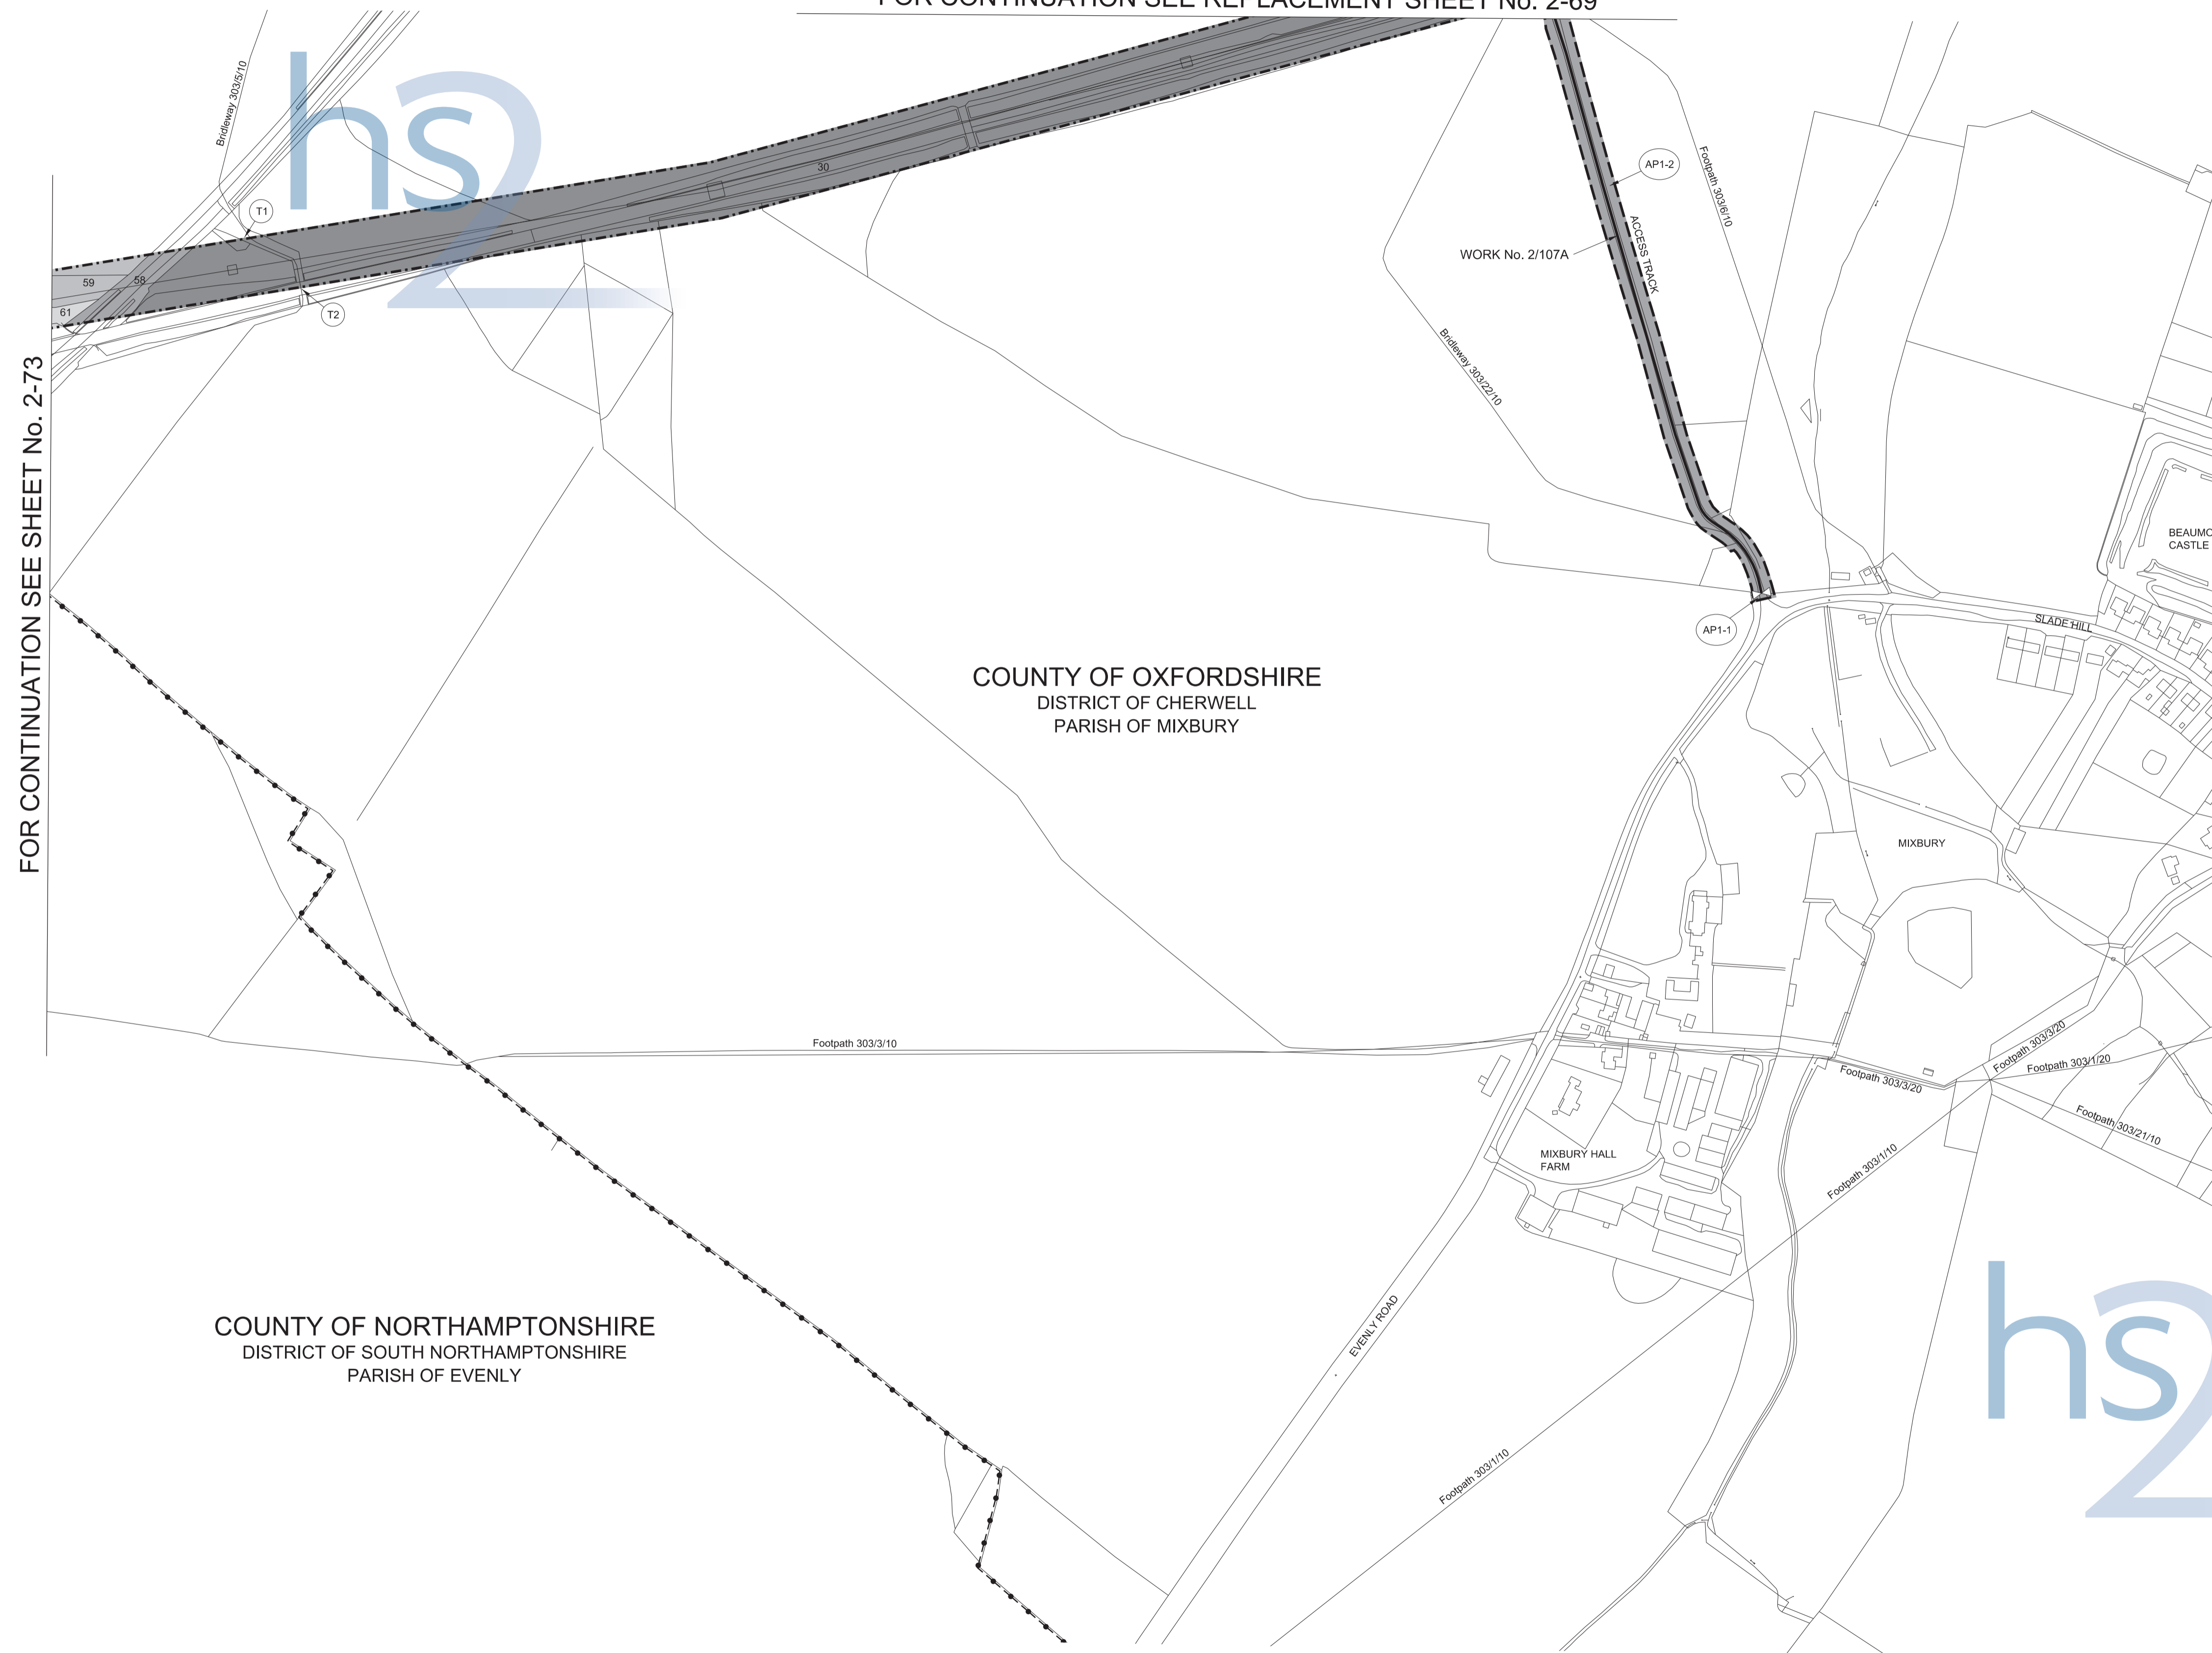 FOR CONTINUATION SEE REPLACEMENT SHEET No. 2-69
hs2
Bridleway 303/5/10
T1
30
AP1-2
Footpath 303/6/10
ACCESS TRACK
WORK No. 2/107A
59
58
61
T2
Bridleway 303/22/10
FOR CONTINUATION SEE SHEET No. 2-73
BEAUMO
CASTLE
AP1-1
SLADE HILL
COUNTY OF OXFORDSHIRE
DISTRICT OF CHERWELL
PARISH OF MIXBURY
MIXBURY
Footpath 303/3/10
Footpath 303/3/20
Footpath 303/1/20
Footpath 303/3/20
Footpath 303/21/10
MIXBURY HALL
FARM
Footpath 303/1/10
EVENLY ROAD
COUNTY OF NORTHAMPTONSHIRE
DISTRICT OF SOUTH NORTHAMPTONSHIRE
PARISH OF EVENLY
hs2
Footpath 303/1/10